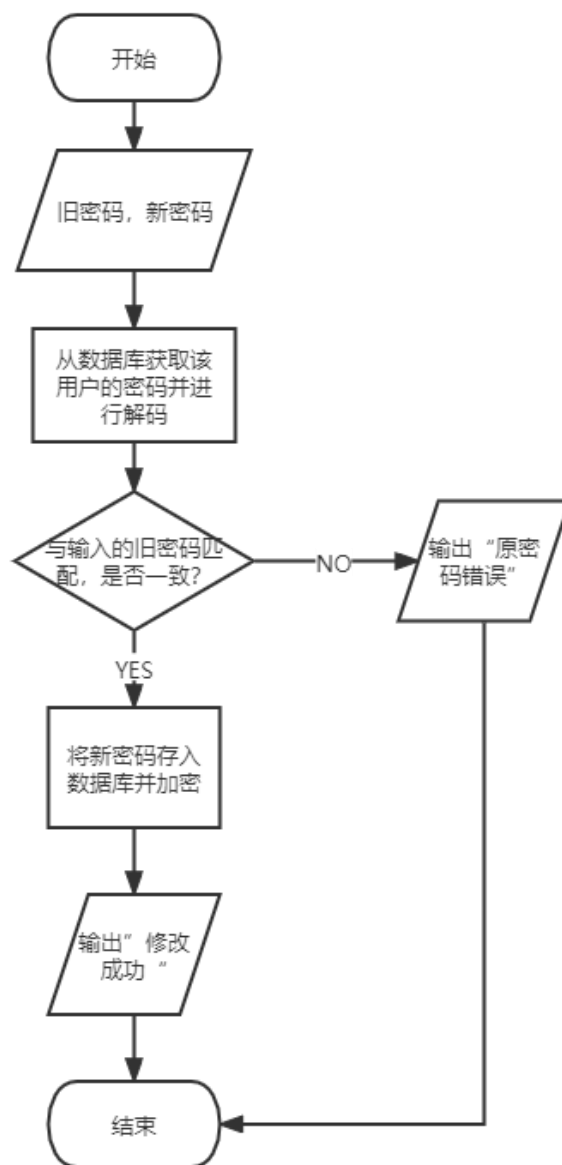 开始
旧密码，新密码
从数据库获取该
用户的密码并进
行解码
与输入的旧密码匹
配，是否一致？
NO
输出“原密
码错误”
YES
将新密码存入
数据库并加密
输出”修改
成功“
结束